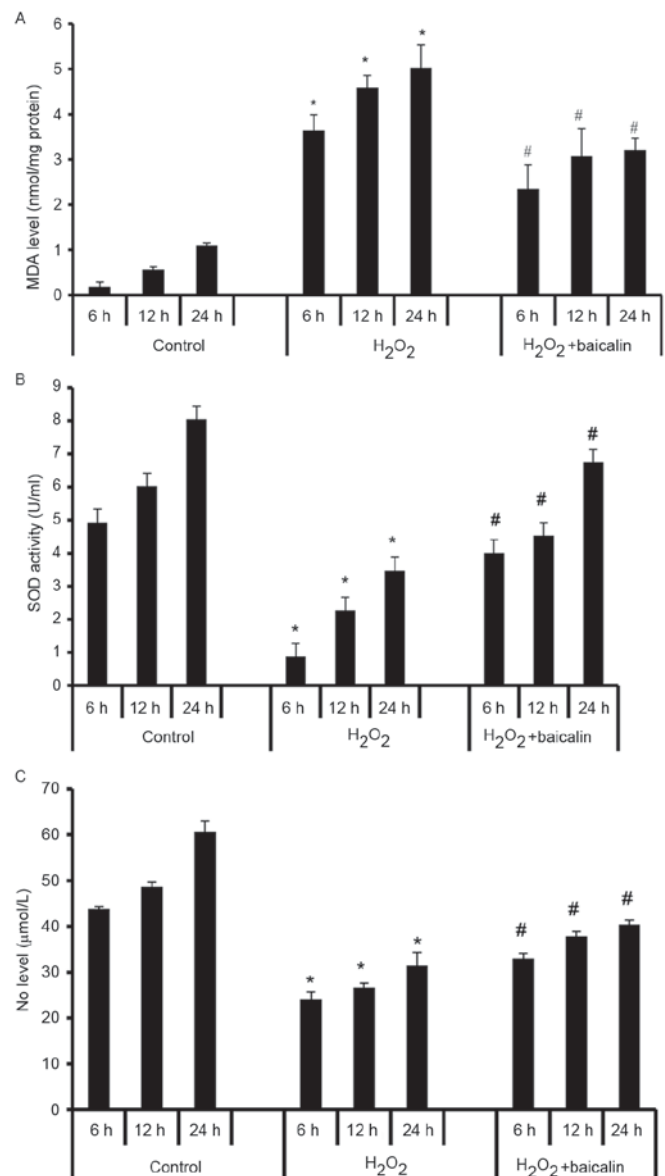 A
MDA level (nmol/mg protein)
6
5
4
3
2
1
0
* * *
# # #
6 h 12 h 24 h 6 h 12 h 24 h 6 h 12 h 24 h
Control H₂O₂ H₂O₂+baicalin
B
SOD activity (U/ml)
9
8
7
6
5
4
3
2
1
0
* * *
# # #
6 h 12 h 24 h 6 h 12 h 24 h 6 h 12 h 24 h
Control H₂O₂ H₂O₂+baicalin
C
No level (μmol/L)
70
60
50
40
30
20
10
0
* * *
# # #
6 h 12 h 24 h 6 h 12 h 24 h 6 h 12 h 24 h
Control H₂O₂ H₂O₂+baicalin